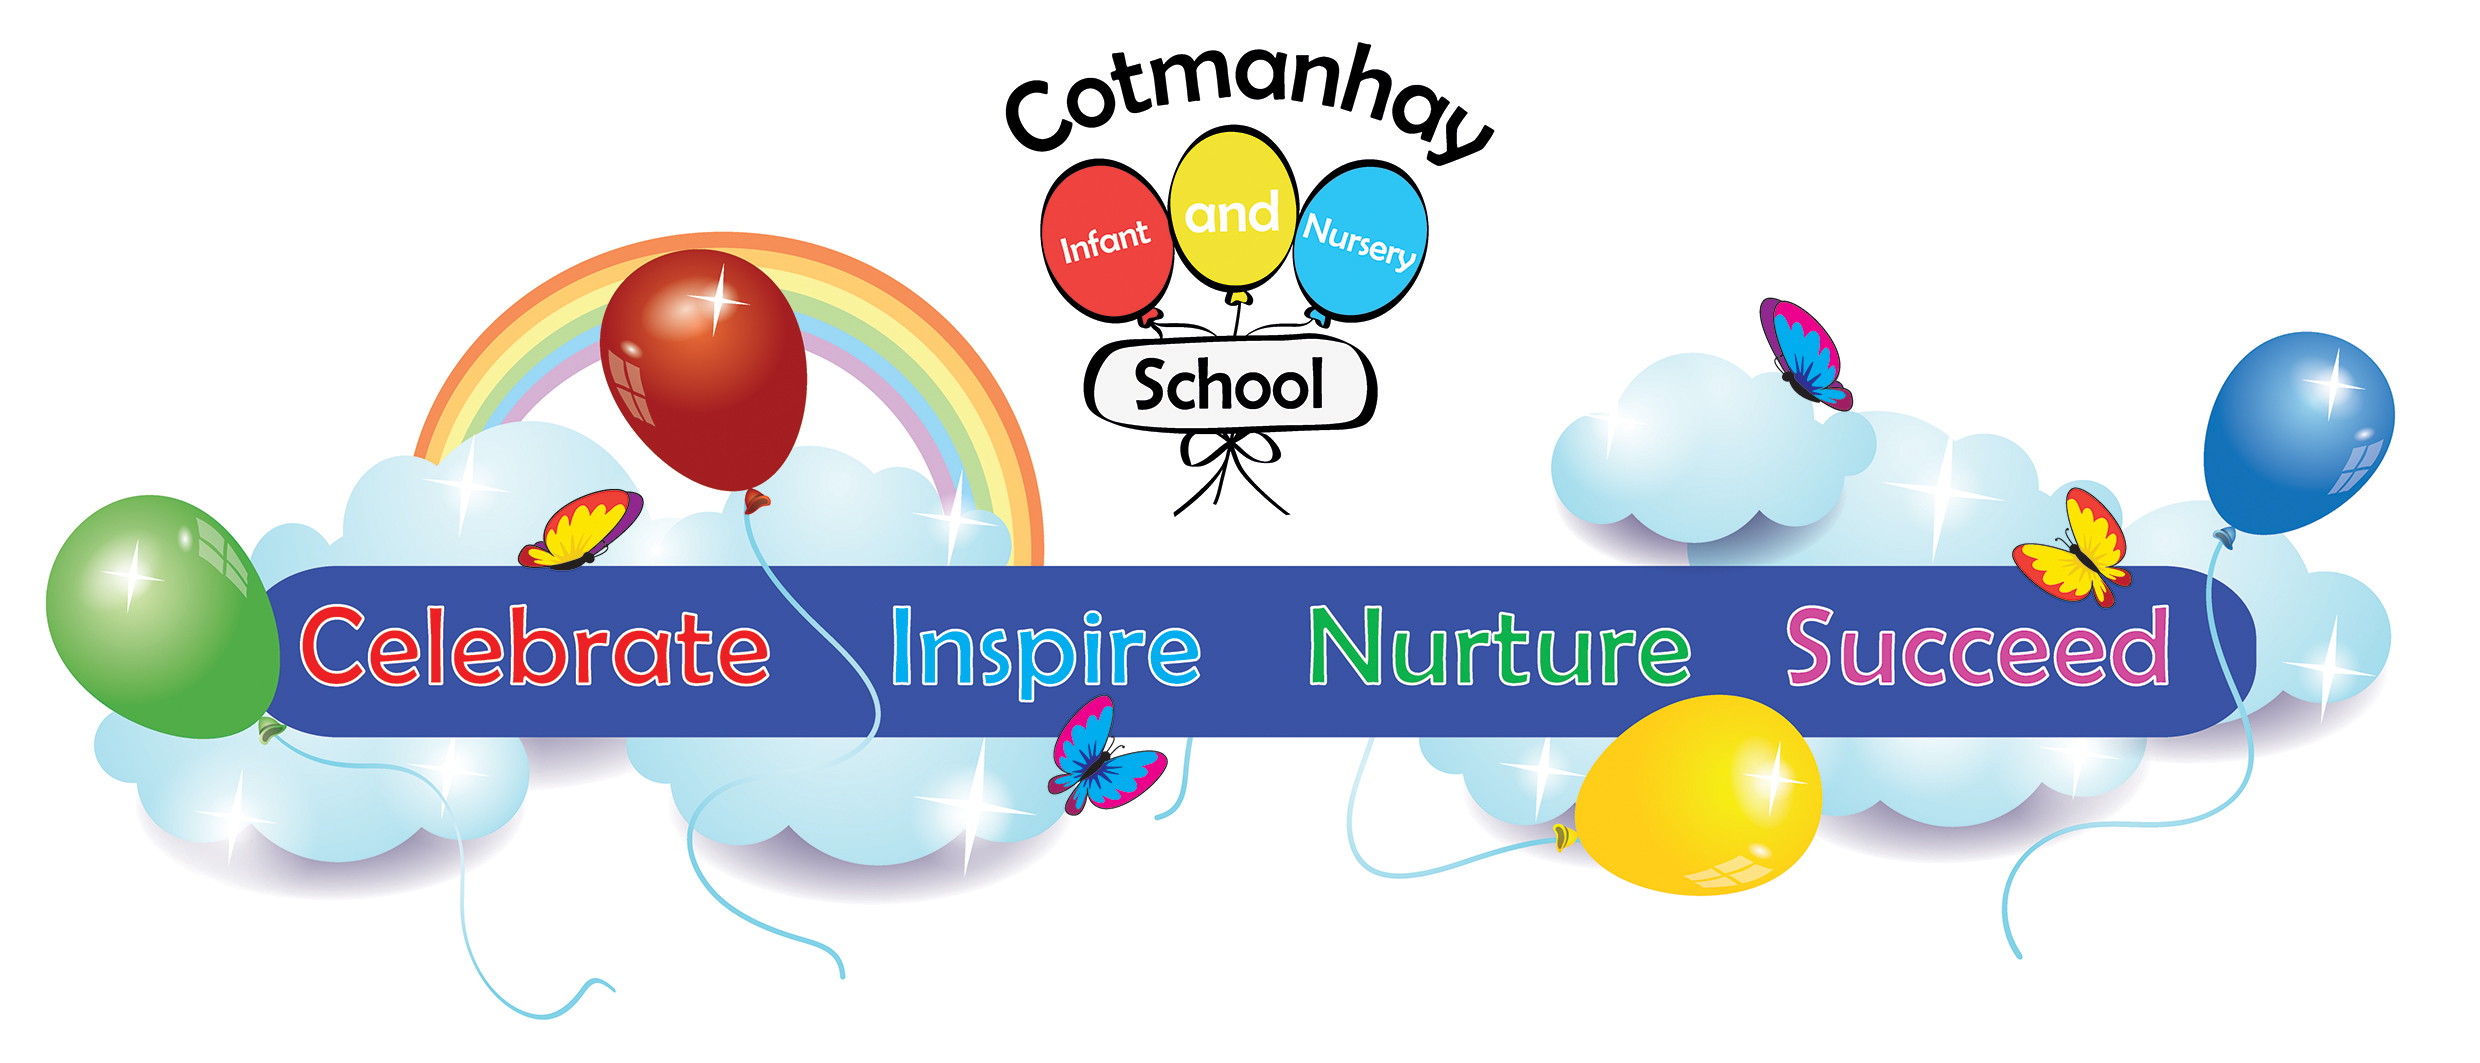 Cotmanhay
Infant and Nursery
School
Celebrate Inspire Nurture Succeed